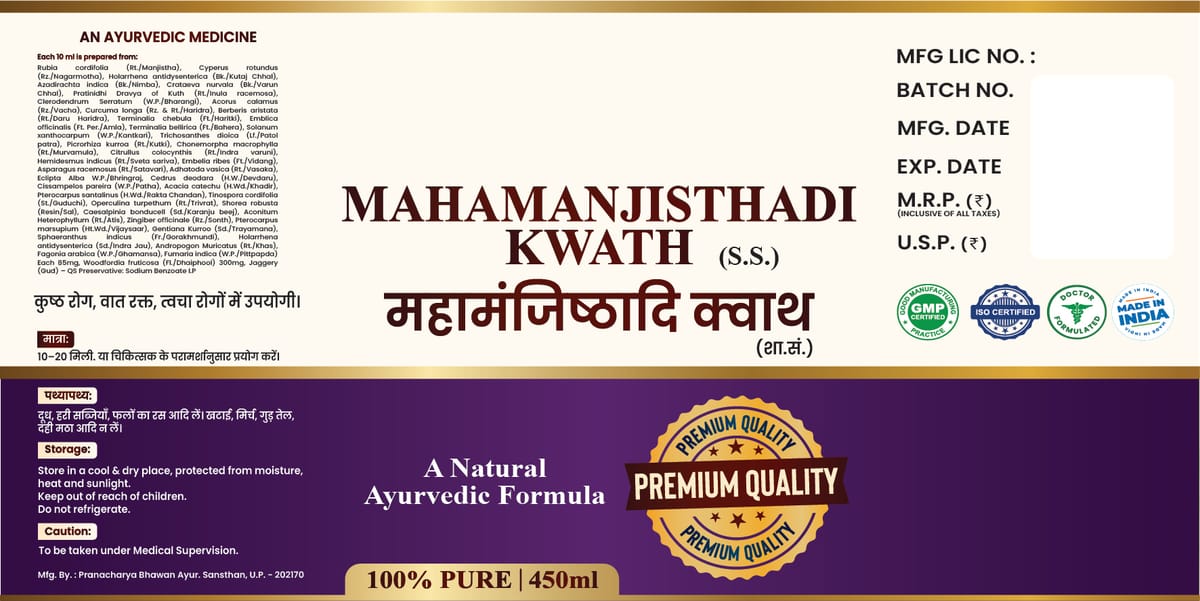 AN AYURVEDIC MEDICINE
Each 10 ml is prepared from:
Rubia cordifolia (Rt./Manjistha), Cyperus rotundus
(Rz./Nagarmotha), Holarrhena antidysenterica (Bk./Kutaj Chhal),
Azadirachta indica (Bk./Nimba), Crataeva nurvala (Bk./Varun
Chhal), Pratinidhi Dravya of Kuth (Rt./Inula racemosa),
Clerodendrum Serratum (W.P./Bharangi), Acorus calamus
(Rz./Vacha), Curcuma longa (Rz. & Rt./Haridra), Berberis aristata
(Rt./Daru Haridra), Terminalia chebula (Ft./Haritki), Emblica
officinalis (Ft. Per./Amla), Terminalia bellirica (Ft./Bahera), Solanum
xanthocarpum (W.P./Kantkari), Trichosanthes dioica (Lf./Patol
patra), Picrorhiza kurroa (Rt./Kutki), Chonemorpha macrophylla
(Rt./Murvamula), Citrullus colocynthis (Rt./Indra varuni),
Hemidesmus indicus (Rt./Sveta sariva), Embelia ribes (Ft./Vidang),
Asparagus racemosus (Rt./Satavari), Adhatoda vasica (Rt./Vasaka),
Eclipta Alba W.P./Bhringraj, Cedrus deodara (H.W./Devdaru),
Cissampelos pareira (W.P./Patha), Acacia catechu (H.Wd./Khadir),
Pterocarpus santalinus (H.Wd./Rakta Chandan), Tinospora cordifolia
(St./Guduchi), Operculina turpethum (Rt./Trivrat), Shorea robusta
(Resin/Sal), Caesalpinia bonducell (Sd./Karanju beej), Aconitum
Heterophyllum (Rt./Atis), Zingiber officinale (Rz./Sonth), Pterocarpus
marsupium (Ht.Wd./Vijaysaar), Gentiana Kurroo (Sd./Trayamana),
Sphaeranthus indicus (Fr./Gorakhmundi), Holarrhena
antidysenterica (Sd./Indra Jau), Andropogon Muricatus (Rt./Khas),
Fagonia arabica (W.P./Ghamansa), Fumaria indica (W.P./Pittpapda)
Each 85mg, Woodfordia fruticosa (Fl./Dhaiphool) 300mg, Jaggery
(Gud) – QS Preservative: Sodium Benzoate I.P
कुष्ठ रोग, वात रक्त, त्वचा रोगों में उपयोगी।
मात्रा:
10-20 मिली. या चिकित्सक के परामर्शानुसार प्रयोग करें।
पथ्यापथ्य:
दूध, हरी सब्जियाँ, फलों का रस आदि लें। खटाई, मिर्च, गुड़ तेल,
दही मठा आदि न लें।
Storage:
Store in a cool & dry place, protected from moisture,
heat and sunlight.
Keep out of reach of children.
Do not refrigerate.
Caution:
To be taken under Medical Supervision.
Mfg. By. : Pranacharya Bhawan Ayur. Sansthan, U.P. - 202170
MAHAMANJISTHADI
KWATH (S.S.)
महामंजिष्ठादि क्वाथ
(शा.सं.)
A Natural
Ayurvedic Formula
100% PURE | 450ml
PREMIUM QUALITY
PREMIUM QUALITY
PREMIUM QUALITY
MFG LIC NO. :
BATCH NO.
MFG. DATE
EXP. DATE
M.R.P. (₹)
(INCLUSIVE OF ALL TAXES)
U.S.P. (₹)
GOOD MANUFACTURING
GMP
CERTIFIED
PRACTICE
ISO CERTIFIED
DOCTOR
FORMULATED
MADE IN INDIA
MADE IN
INDIA